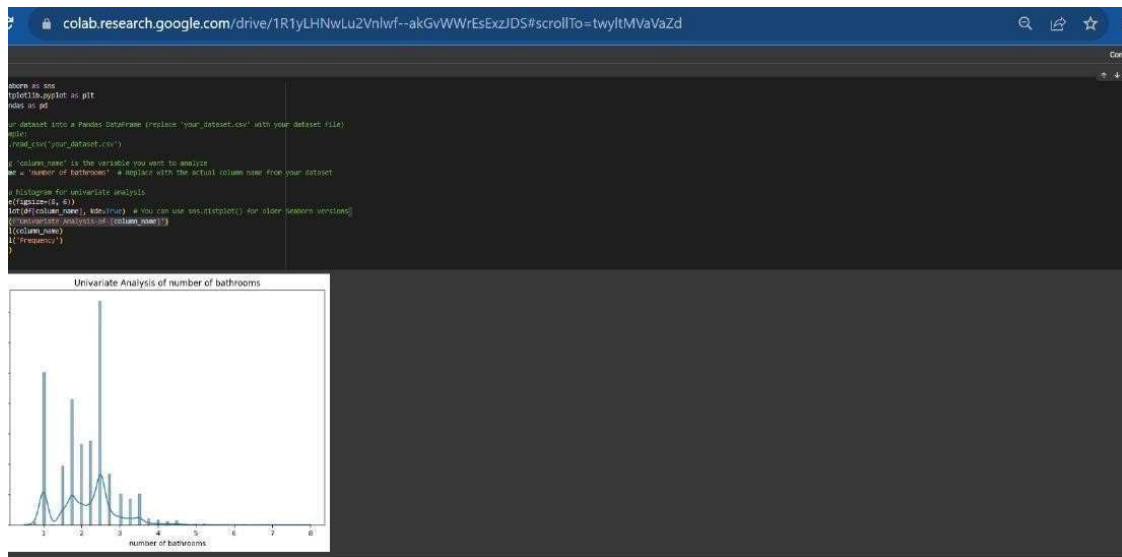 colab.research.google.com/drive/1R1yLHNwLu2Vnlwf--akGvWWrEsExzJDS#scrollTo=twyltMVaVaZd
Con
aborn as sns
tplotlib.pyplot as plt
ndas as pd
ur dataset into a Pandas DataFrame (replace 'your_dataset.csv' with your dataset file)
mple:
.read_csv('your_dataset.csv')
g 'column_name' is the variable you want to analyze
me = 'number of bathrooms' # Replace with the actual column name from your dataset
a histogram for univariate analysis
e(figsize=(8, 6))
lot(df[column_name], kde=True) # You can use sns.distplot() for older Seaborn versions
(f"Univariate Analysis of {column_name}")
l(column_name)
l('Frequency')
)
Univariate Analysis of number of bathrooms
1 2 3 4 5 6 7 8
number of bathrooms